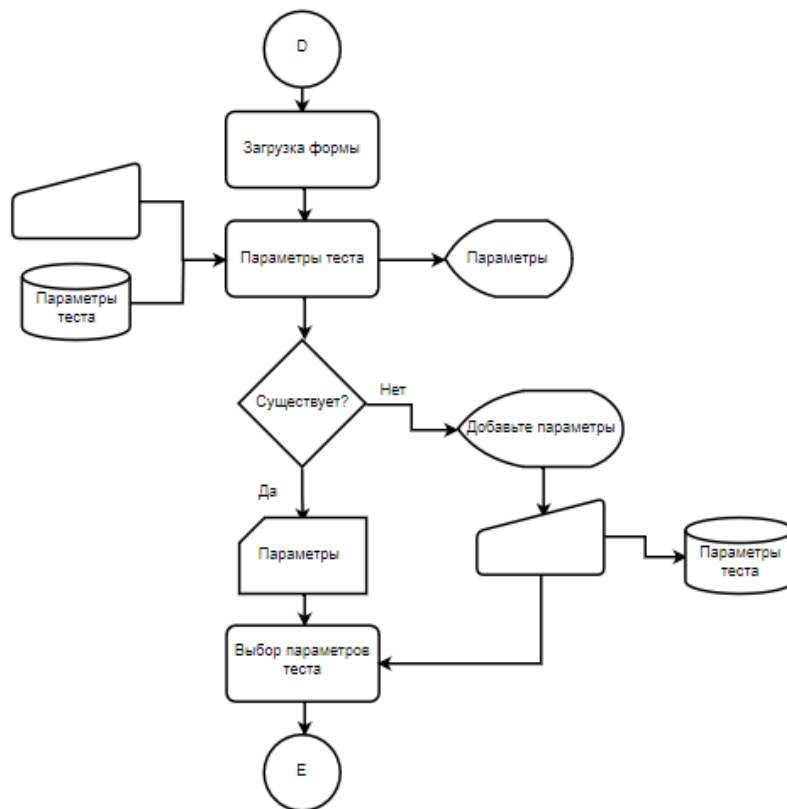 D
Загрузка формы
Параметры теста
Параметры
Параметры
теста
Существует?
Нет
Добавьте параметры
Да
Параметры
Параметры
теста
Выбор параметров
теста
E